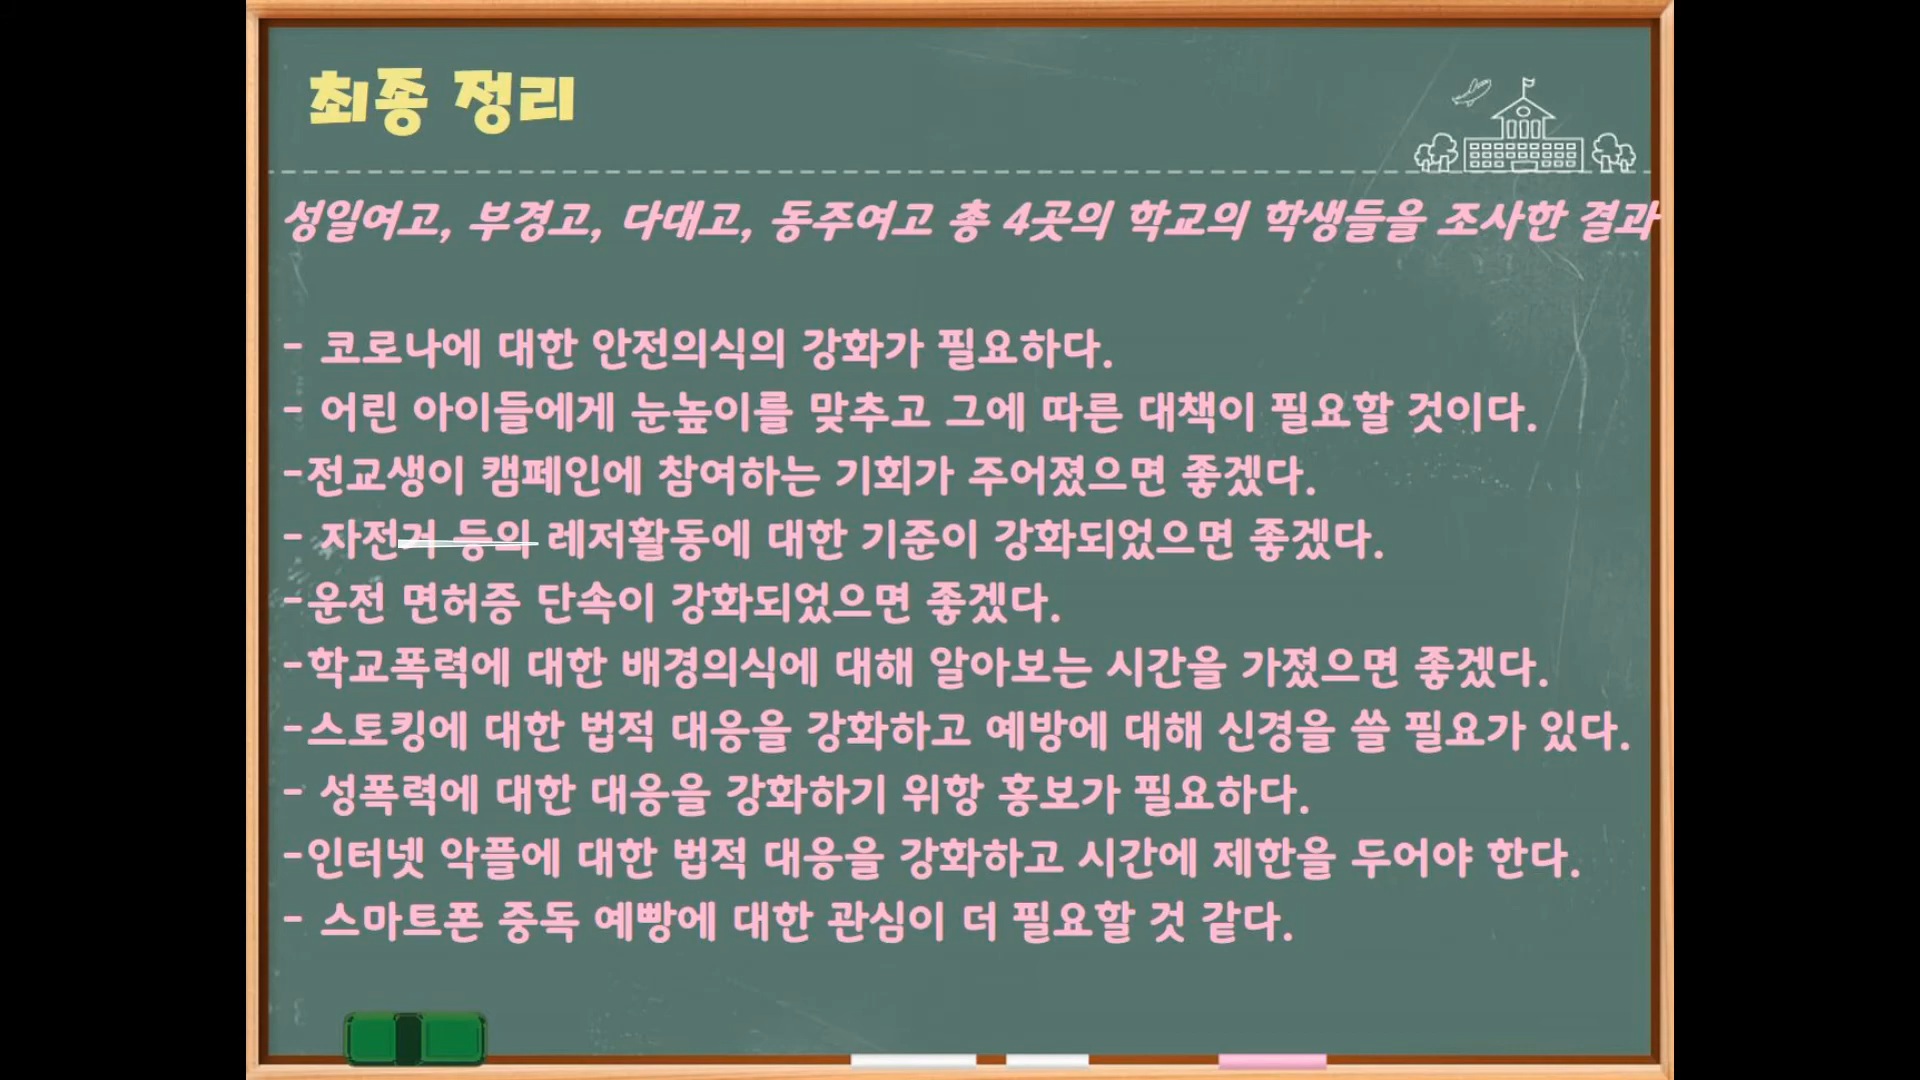 최종 정리
성일여고, 부경고, 다대고, 동주여고 총 4곳의 학교의 학생들을 조사한 결과
- 코로나에 대한 안전의식의 강화가 필요하다.
- 어린 아이들에게 눈높이를 맞추고 그에 따른 대책이 필요할 것이다.
-전교생이 캠페인에 참여하는 기회가 주어졌으면 좋겠다.
- 자전거 등의 레저활동에 대한 기준이 강화되었으면 좋겠다.
-운전 면허증 단속이 강화되었으면 좋겠다.
-학교폭력에 대한 배경의식에 대해 알아보는 시간을 가졌으면 좋겠다.
-스토킹에 대한 법적 대응을 강화하고 예방에 대해 신경을 쓸 필요가 있다.
- 성폭력에 대한 대응을 강화하기 위항 홍보가 필요하다.
-인터넷 악플에 대한 법적 대응을 강화하고 시간에 제한을 두어야 한다.
- 스마트폰 중독 예빵에 대한 관심이 더 필요할 것 같다.